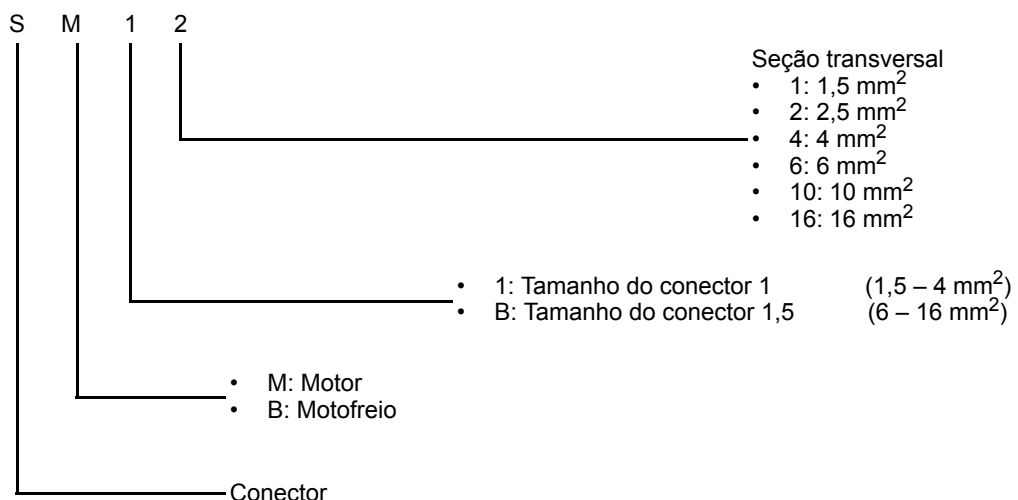 S M 1 2
Seção transversal
• 1: 1,5 mm²
• 2: 2,5 mm²
• 4: 4 mm²
• 6: 6 mm²
• 10: 10 mm²
• 16: 16 mm²
• 1: Tamanho do conector 1 (1,5 – 4 mm²)
• B: Tamanho do conector 1,5 (6 – 16 mm²)
• M: Motor
• B: Motofreio
Conector